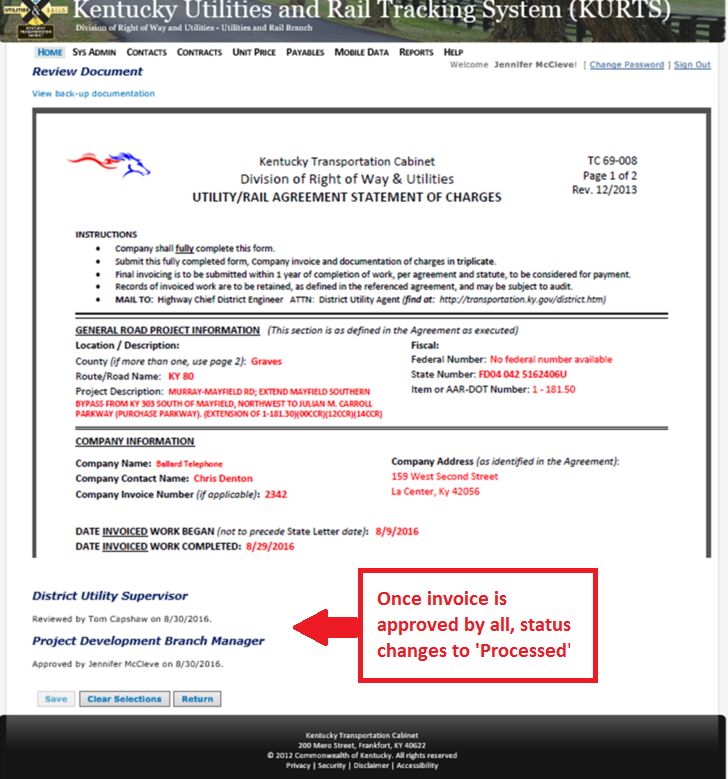 Kentucky Utilities and Rail Tracking System (KURTS)
Division of Right of Way and Utilities - Utilities and Rail Branch
UTILITIES & RAILS
KENTUCKY
HOME SYS ADMIN CONTACTS CONTRACTS UNIT PRICE PAYABLES MOBILE DATA REPORTS HELP
Welcome Jennifer McCleve! [ Change Password ] Sign Out
Review Document
View back-up documentation
Kentucky Transportation Cabinet
Division of Right of Way & Utilities
UTILITY/RAIL AGREEMENT STATEMENT OF CHARGES
TC 69-008
Page 1 of 2
Rev. 12/2013
INSTRUCTIONS
• Company shall fully complete this form.
• Submit this fully completed form, Company invoice and documentation of charges in triplicate.
• Final invoicing is to be submitted within 1 year of completion of work, per agreement and statute, to be considered for payment.
• Records of invoiced work are to be retained, as defined in the referenced agreement, and may be subject to audit.
• MAIL TO: Highway Chief District Engineer ATTN: District Utility Agent (find at: http://transportation.ky.gov/district.htm)
GENERAL ROAD PROJECT INFORMATION (This section is as defined in the Agreement as executed)
Location / Description:
County (if more than one, use page 2): Graves
Route/Road Name: KY 80
Project Description: MURRAY-MAYFIELD RD; EXTEND MAYFIELD SOUTHERN
BYPASS FROM KY 303 SOUTH OF MAYFIELD, NORTHWEST TO JULIAN M. CARROLL
PARKWAY (PURCHASE PARKWAY). (EXTENSION OF 1-181.30)(00CCR)(12CCR)(14CCR)
Fiscal:
Federal Number: No federal number available
State Number: FD04 042 5162406U
Item or AAR-DOT Number: 1 - 181.50
COMPANY INFORMATION
Company Name: Ballard Telephone
Company Contact Name: Chris Denton
Company Invoice Number (if applicable): 2342
Company Address (as identified in the Agreement):
159 West Second Street
La Center, Ky 42056
DATE INVOICED WORK BEGAN (not to precede State Letter date): 8/9/2016
DATE INVOICED WORK COMPLETED: 8/29/2016
District Utility Supervisor
Reviewed by Tom Capshaw on 8/30/2016.
Project Development Branch Manager
Approved by Jennifer McCleve on 8/30/2016.
Once invoice is
approved by all, status
changes to 'Processed'
Save Clear Selections Return
Kentucky Transportation Cabinet
200 Mero Street, Frankfort, KY 40622
© 2012 Commonwealth of Kentucky. All rights reserved
Privacy | Security | Disclaimer | Accessibility